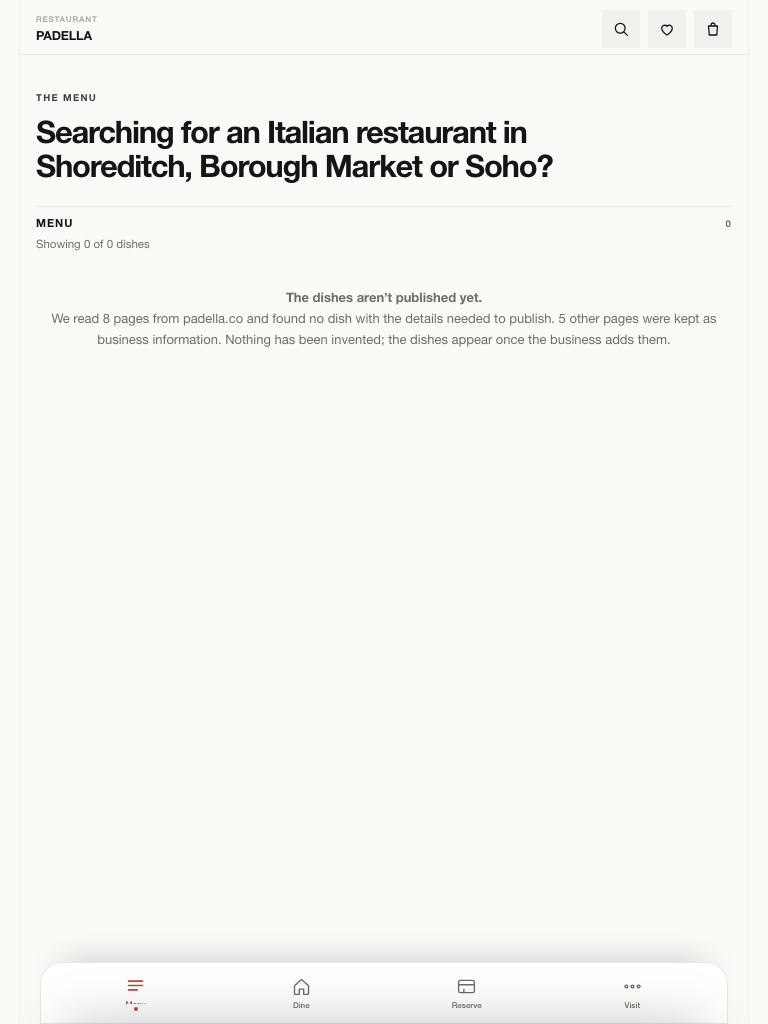 RESTAURANT
PADELLA
THE MENU
Searching for an Italian restaurant in
Shoreditch, Borough Market or Soho?
MENU
0
Showing 0 of 0 dishes
The dishes aren't published yet.
We read 8 pages from padella.co and found no dish with the details needed to publish. 5 other pages were kept as
business information. Nothing has been invented; the dishes appear once the business adds them.
Dine
Reserve
Visit